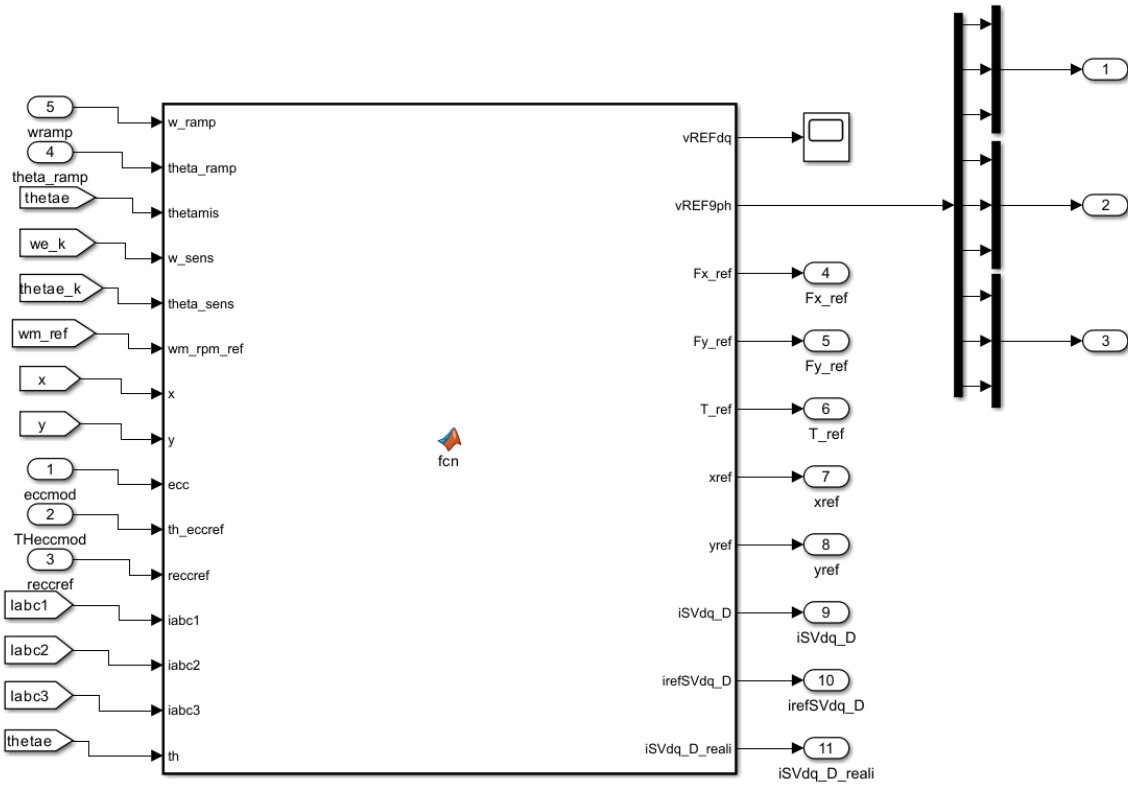 5
wramp
4
theta_ramp
thetae
we_k
thetae_k
wm_ref
x
y
1
eccmod
2
THeccmod
3
reccref
Iabc1
Iabc2
Iabc3
thetae
w_ramp
theta_ramp
thetamis
w_sens
theta_sens
wm_rpm_ref
x
y
ecc
th_eccref
reccref
iabc1
iabc2
iabc3
th
fcn
vREFdq
vREF9ph
Fx_ref
Fy_ref
T_ref
xref
yref
iSVdq_D
irefSVdq_D
iSVdq_D_reali
4
Fx_ref
5
Fy_ref
6
T_ref
7
xref
8
yref
9
iSVdq_D
10
irefSVdq_D
11
iSVdq_D_reali
1
2
3